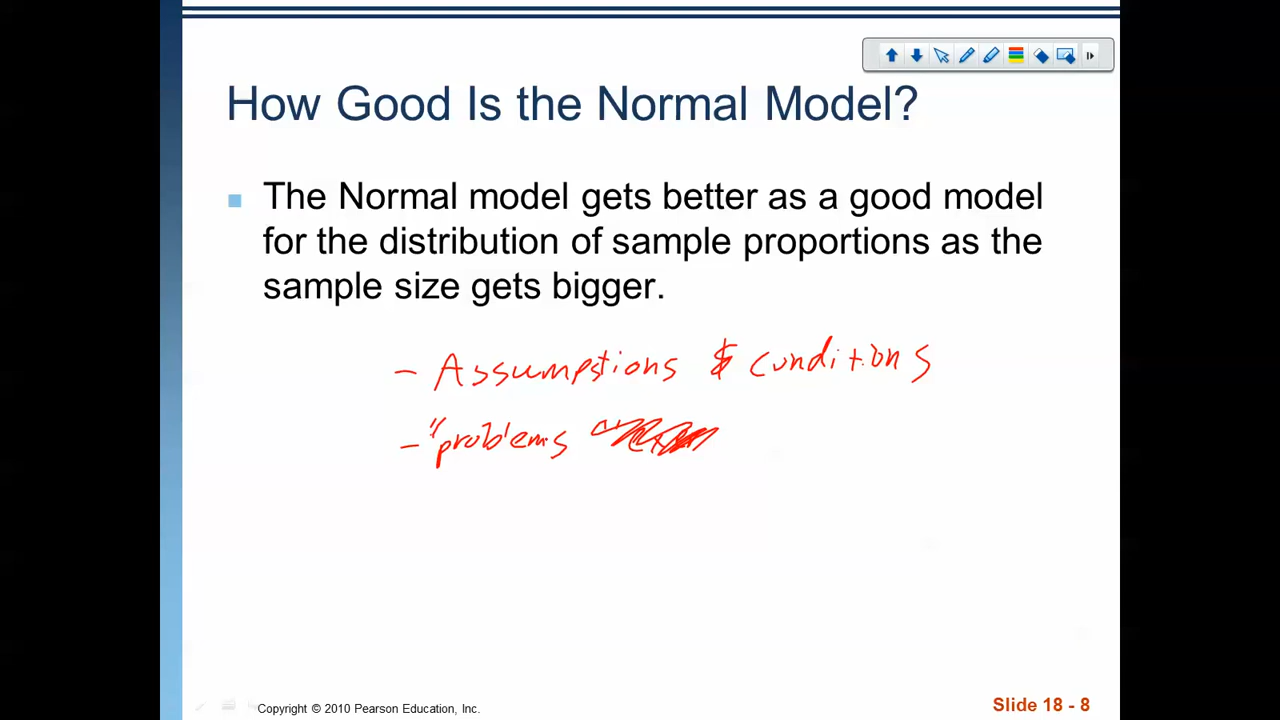 How Good Is the Normal Model?
The Normal model gets better as a good model
for the distribution of sample proportions as the
sample size gets bigger.
- Assumpstions & conditions
- "problems
Copyright © 2010 Pearson Education, Inc.
Slide 18 - 8